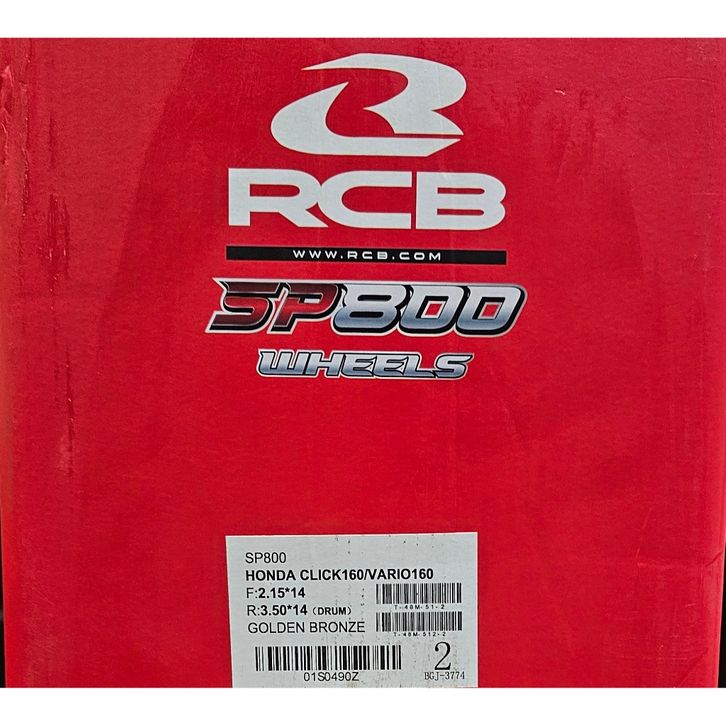 RCB
WWW.RCB.COM
SP800
WHEELS
SP800
HONDA CLICK160/VARIO160
F:2.15*14
T-48M-51-2
R:3.50*14 (DRUM)
T-48M-512-2
GOLDEN BRONZE
01S0490Z
2
BGJ-3774